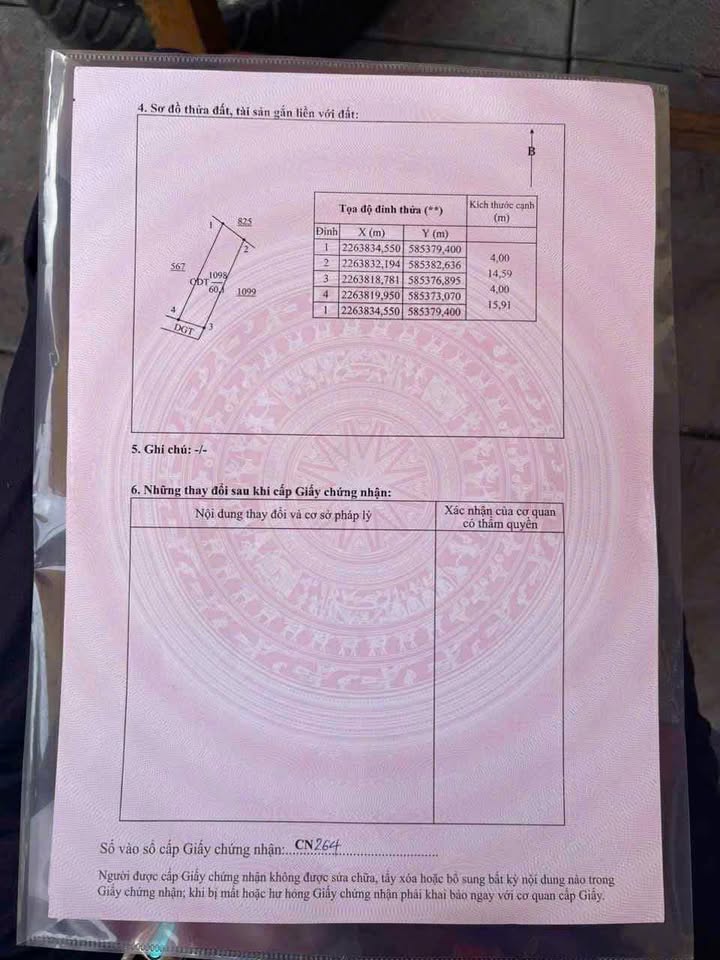 4. Sơ đồ thửa đất, tài sản gắn liền với đất:
B
825
1
2
567
ODT 1098
60,1
1099
4
DGT
3
Tọa độ đỉnh thửa (**) Kích thước cạnh (m)
Đỉnh X (m) Y (m)
1 2263834,550 585379,400
4,00
2 2263832,194 585382,636
14,59
3 2263818,781 585376,895
4,00
4 2263819,950 585373,070
15,91
1 2263834,550 585379,400
5. Ghi chú: -/-
6. Những thay đổi sau khi cấp Giấy chứng nhận:
Nội dung thay đổi và cơ sở pháp lý
Xác nhận của cơ quan
có thẩm quyền
Số vào sổ cấp Giấy chứng nhận:...CN264
Người được cấp Giấy chứng nhận không được sửa chữa, tẩy xóa hoặc bổ sung bất kỳ nội dung nào trong
Giấy chứng nhận; khi bị mất hoặc hư hỏng Giấy chứng nhận phải khai báo ngay với cơ quan cấp Giấy.